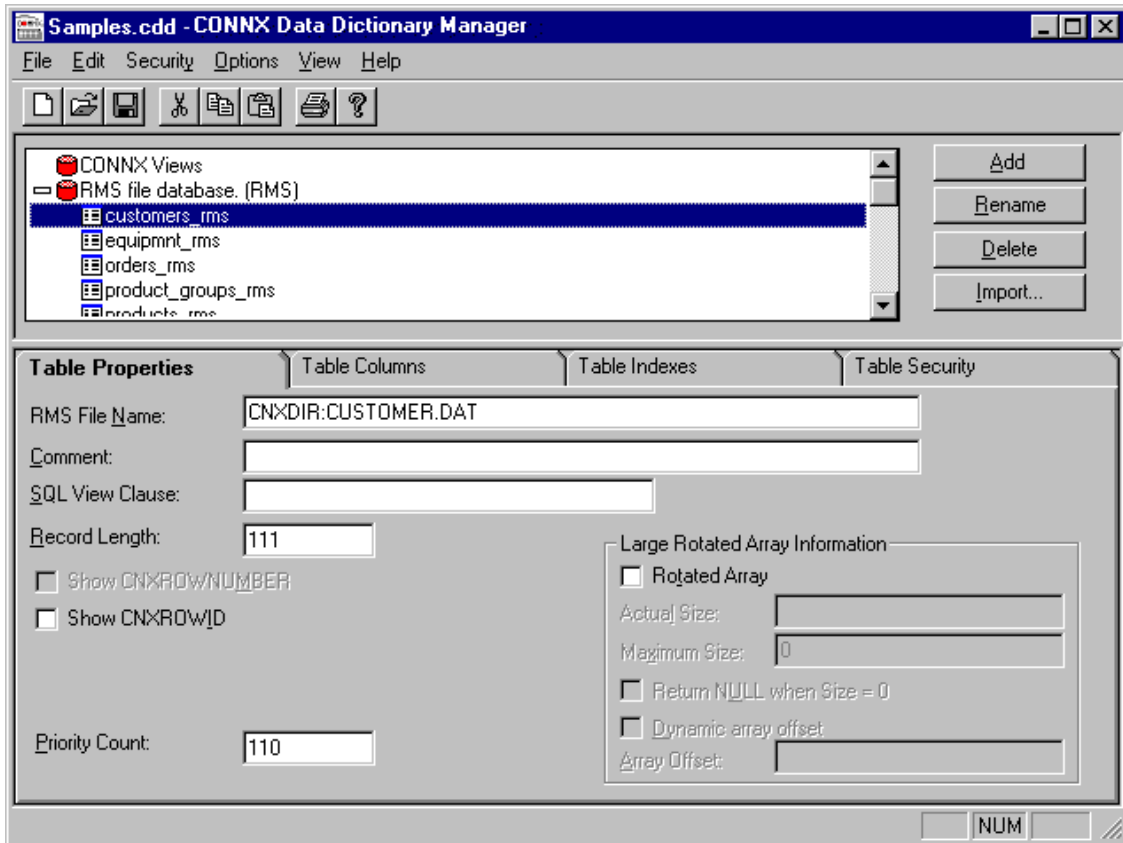 Samples.cdd - CONNX Data Dictionary Manager
File Edit Security Options View Help
CONNX Views
RMS file database. (RMS)
customers_rms
equipmnt_rms
orders_rms
product_groups_rms
products_rms
Add
Rename
Delete
Import...
Table Properties Table Columns Table Indexes Table Security
RMS File Name: CNXDIR:CUSTOMER.DAT
Comment:
SQL View Clause:
Record Length: 111
Show CNXROWNUMBER
Show CNXROWID
Priority Count: 110
Large Rotated Array Information
Rotated Array
Actual Size:
Maximum Size: 0
Return NULL when Size = 0
Dynamic array offset
Array Offset:
NUM